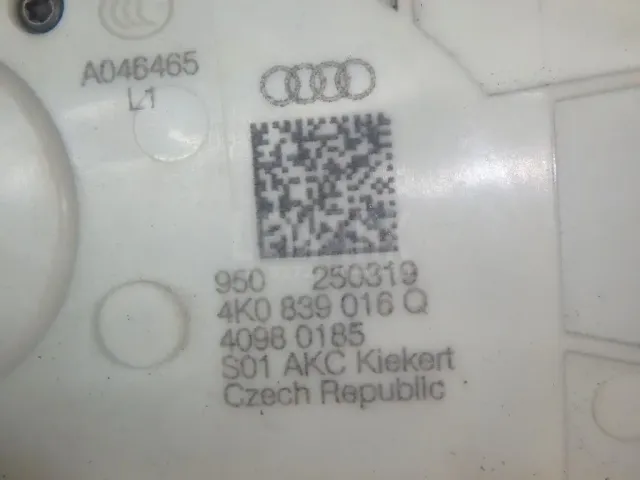 A046465
L1
950 250319
4K0 839 016 Q
4098 0185
S01 AKC Kiekert
Czech Republic